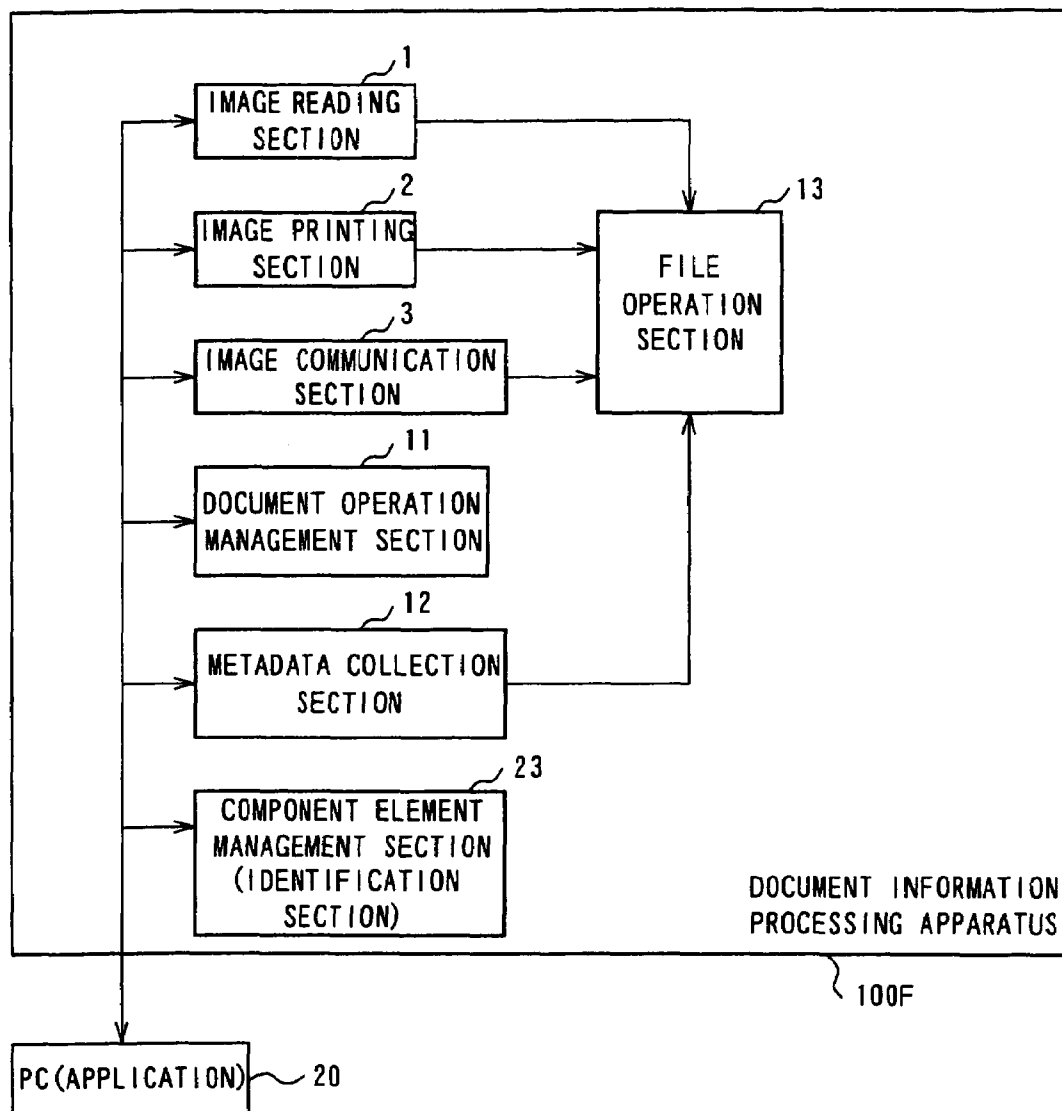 1
IMAGE READING
SECTION
2
IMAGE PRINTING
SECTION
3
IMAGE COMMUNICATION
SECTION
11
DOCUMENT OPERATION
MANAGEMENT SECTION
12
METADATA COLLECTION
SECTION
23
COMPONENT ELEMENT
MANAGEMENT SECTION
(IDENTIFICATION
SECTION)
13
FILE
OPERATION
SECTION
DOCUMENT INFORMATION
PROCESSING APPARATUS
100F
PC(APPLICATION)
20